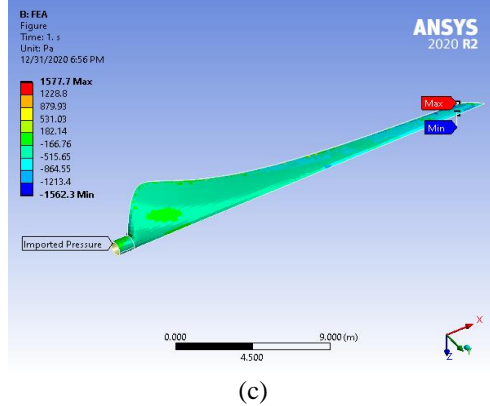 B: FEA
Figure
Time: 1. s
Unit: Pa
12/31/2020 6:56 PM
ANSYS
2020 R2
1577.7 Max
1228.8
879.93
531.03
182.14
-166.76
-515.65
-864.55
-1213.4
-1562.3 Min
Max
Min
Imported Pressure
0.000
9.000 (m)
4.500
X
Y
Z
(c)